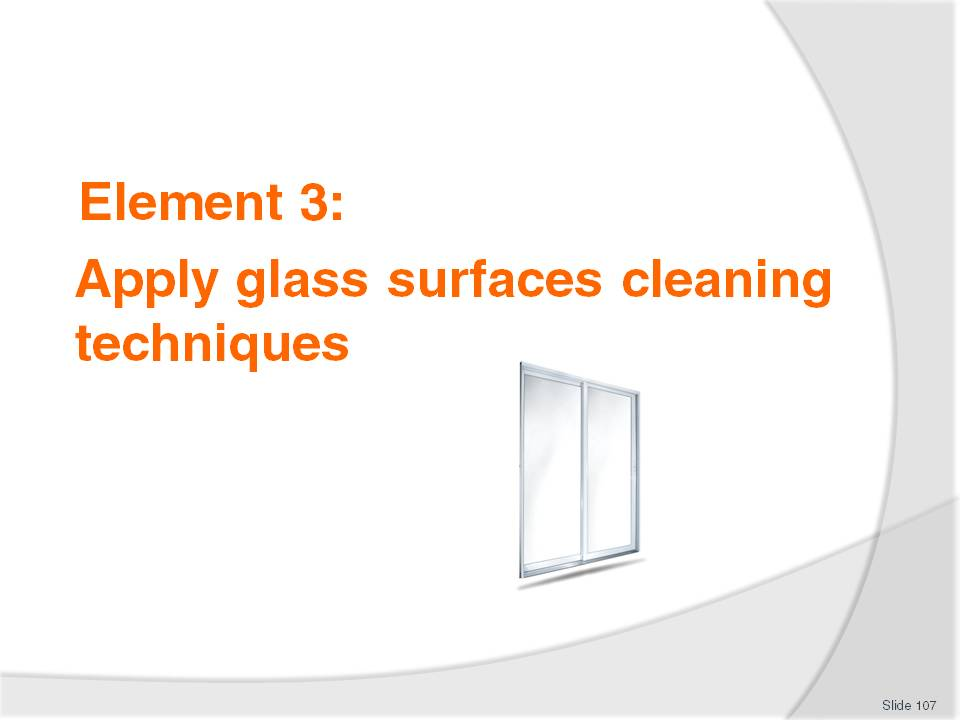 Element 3:
Apply glass surfaces cleaning
techniques
Slide 107